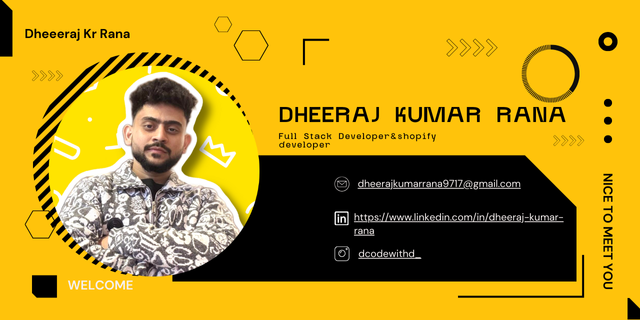 Dheeeraj Kr Rana
DHEERAJ KUMAR RANA
Full Stack Developer&shopify
developer
dheerajkumarrana9717@gmail.com
https://www.linkedin.com/in/dheeraj-kumar-
rana
dcodewithd_
NICE TO MEET YOU
WELCOME